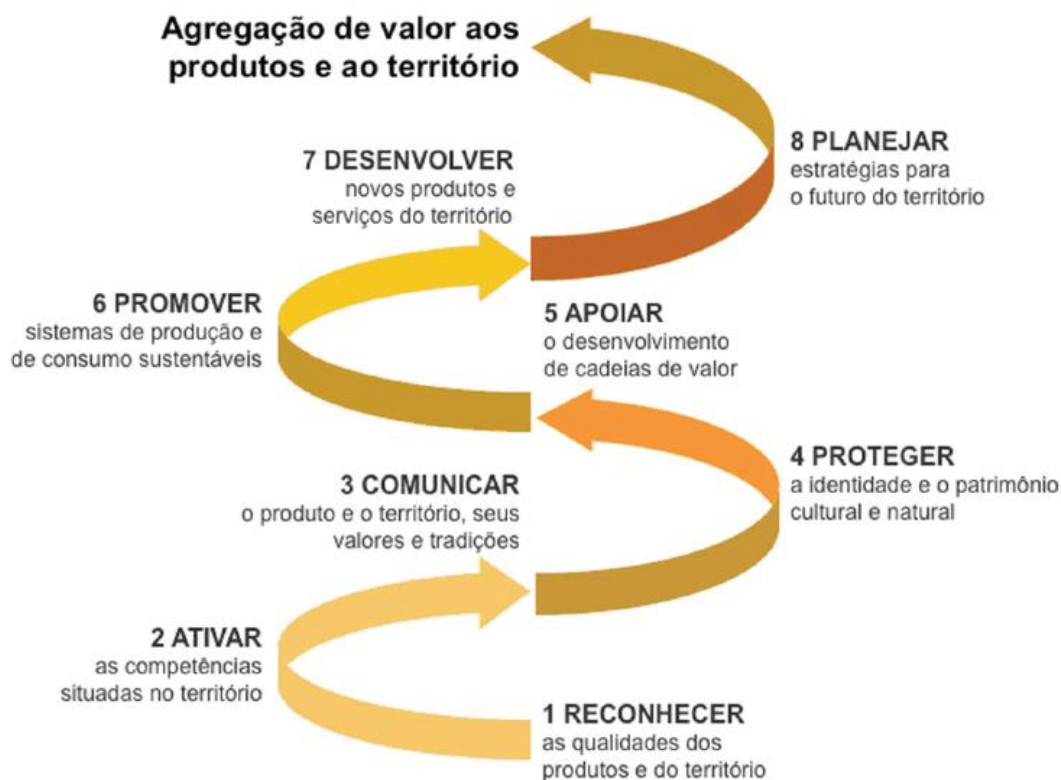 Agregação de valor aos
produtos e ao território
8 PLANEJAR
estratégias para
o futuro do território
7 DESENVOLVER
novos produtos e
serviços do território
6 PROMOVER
sistemas de produção e
de consumo sustentáveis
5 APOIAR
o desenvolvimento
de cadeias de valor
4 PROTEGER
a identidade e o patrimônio
cultural e natural
3 COMUNICAR
o produto e o território, seus
valores e tradições
2 ATIVAR
as competências
situadas no território
1 RECONHECER
as qualidades dos
produtos e do território